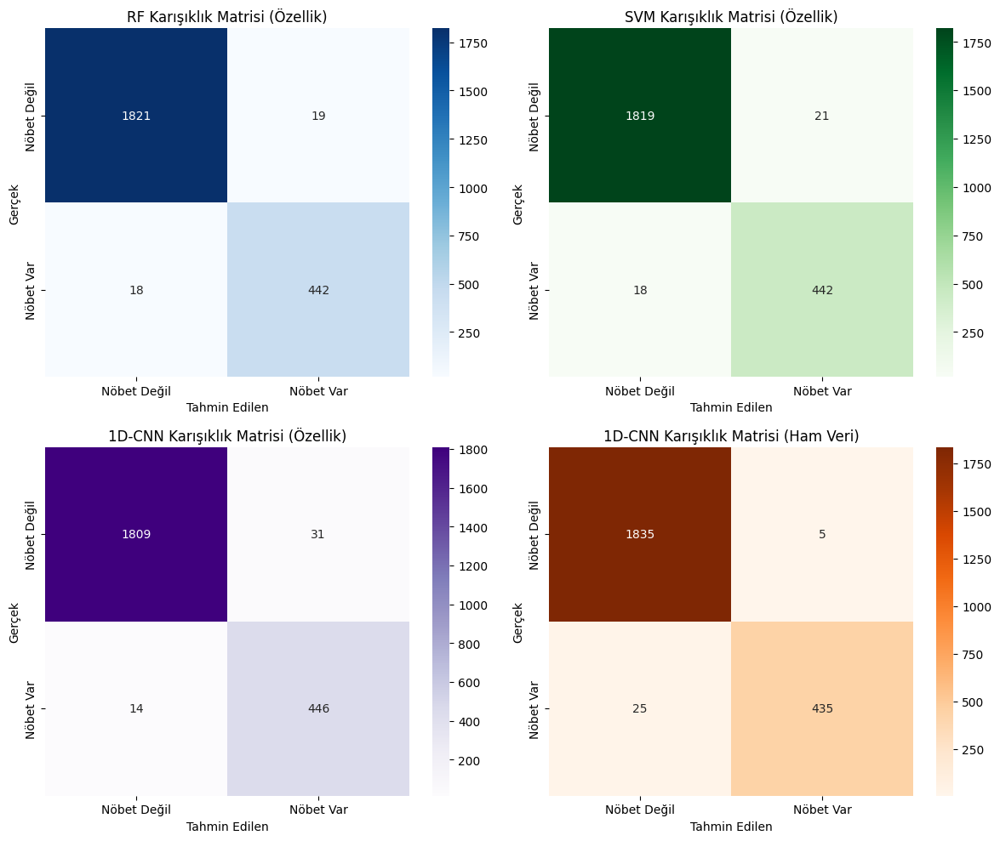 RF Karışıklık Matrisi (Özellik)
Nöbet Değil
Nöbet Var
Gerçek
1821
19
18
442
Nöbet Değil
Nöbet Var
Tahmin Edilen
1750
1500
1250
1000
750
500
250
SVM Karışıklık Matrisi (Özellik)
Nöbet Değil
Nöbet Var
Gerçek
1819
21
18
442
Nöbet Değil
Nöbet Var
Tahmin Edilen
1750
1500
1250
1000
750
500
250
1D-CNN Karışıklık Matrisi (Özellik)
Nöbet Değil
Nöbet Var
Gerçek
1809
31
14
446
Nöbet Değil
Nöbet Var
Tahmin Edilen
1800
1600
1400
1200
1000
800
600
400
200
1D-CNN Karışıklık Matrisi (Ham Veri)
Nöbet Değil
Nöbet Var
Gerçek
1835
5
25
435
Nöbet Değil
Nöbet Var
Tahmin Edilen
1750
1500
1250
1000
750
500
250